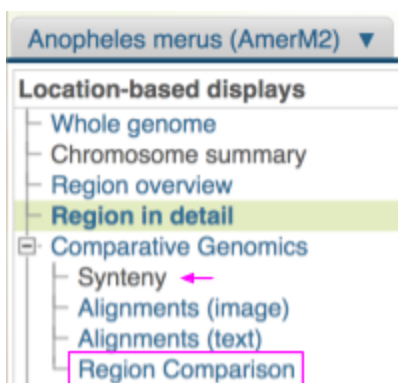 Anopheles merus (AmerM2) ▼
Location-based displays
Whole genome
Chromosome summary
Region overview
Region in detail
Comparative Genomics
Synteny
Alignments (image)
Alignments (text)
Region Comparison